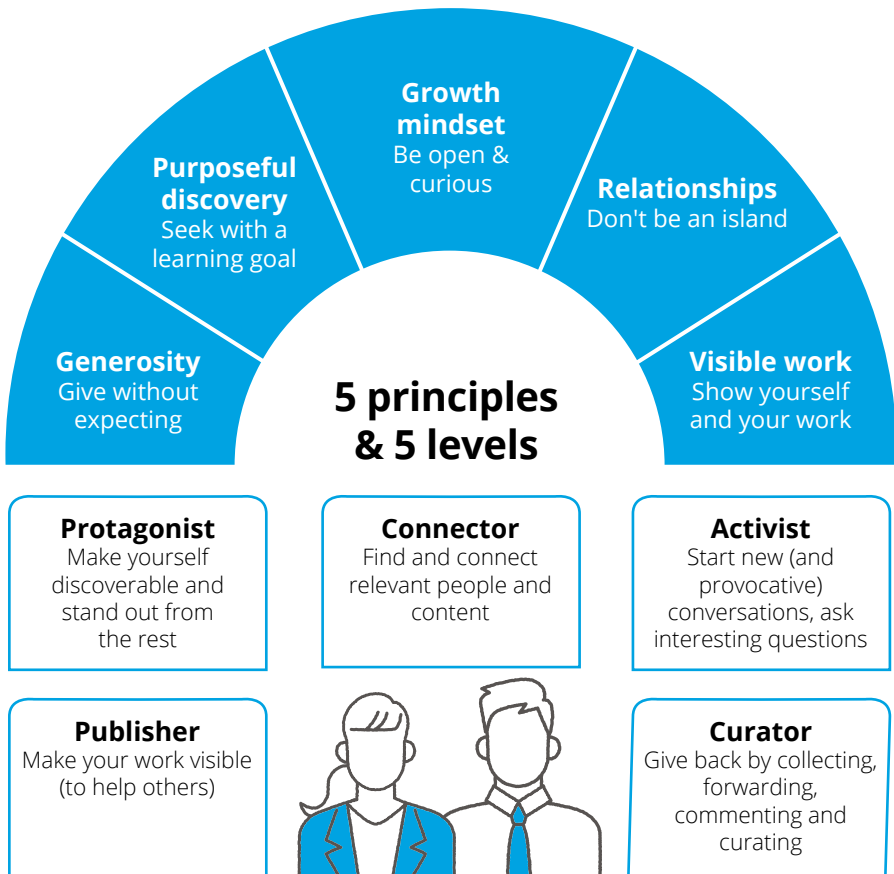 Growth
mindset
Be open &
curious
Purposeful
discovery
Seek with a
learning goal
Relationships
Don't be an island
Generosity
Give without
expecting
Visible work
Show yourself
and your work
5 principles
& 5 levels
Protagonist
Make yourself
discoverable and
stand out from
the rest
Connector
Find and connect
relevant people and
content
Activist
Start new (and
provocative)
conversations, ask
interesting questions
Publisher
Make your work visible
(to help others)
Curator
Give back by collecting,
forwarding,
commenting and
curating